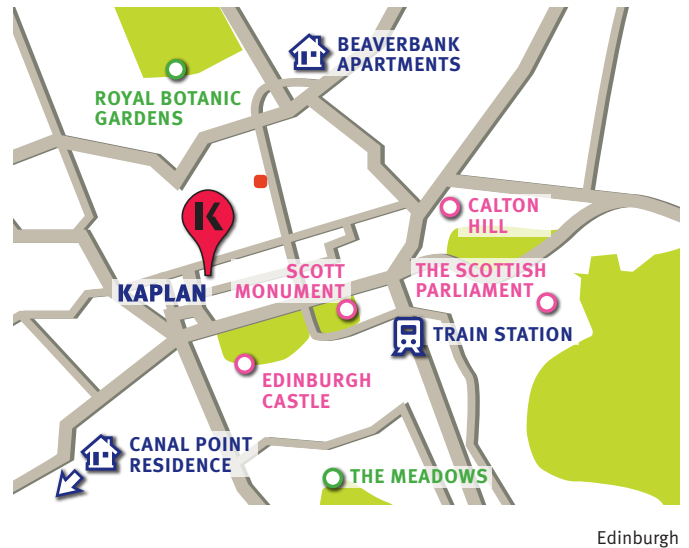 BEAVERBANK
APARTMENTS
ROYAL BOTANIC
GARDENS
K
CALTON
HILL
KAPLAN
SCOTT
MONUMENT
THE SCOTTISH
PARLIAMENT
TRAIN STATION
EDINBURGH
CASTLE
CANAL POINT
RESIDENCE
THE MEADOWS
Edinburgh